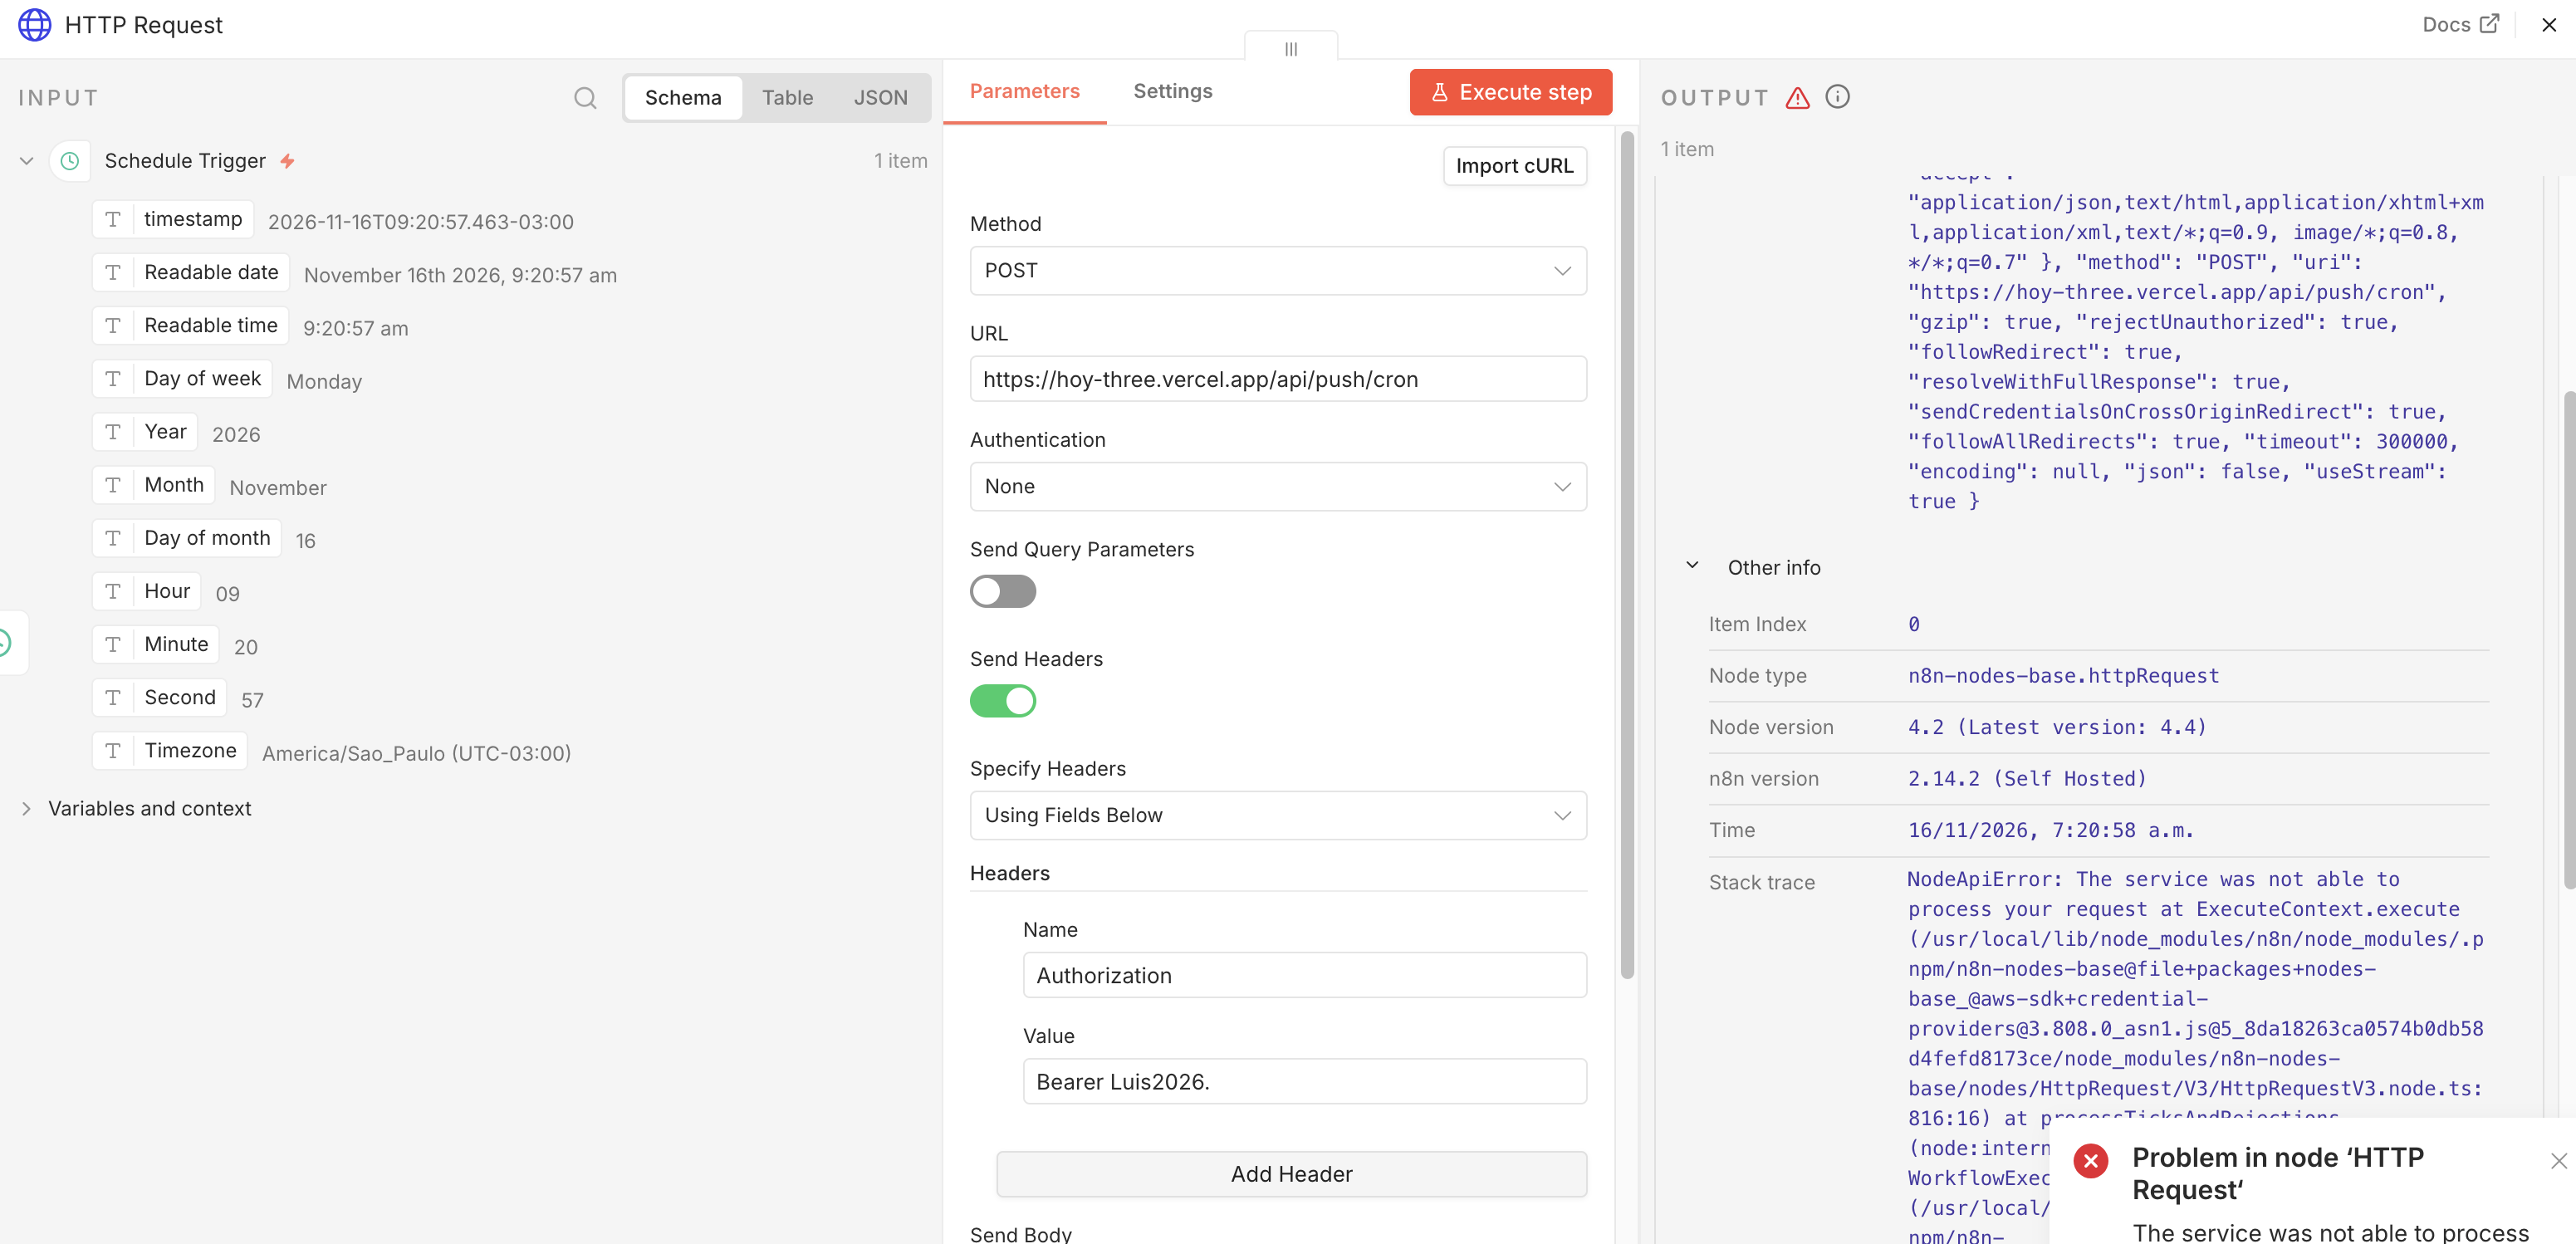 HTTP Request
Docs
INPUT
Schema
Table
JSON
Schedule Trigger
1 item
T timestamp 2026-11-16T09:20:57.463-03:00
T Readable date November 16th 2026, 9:20:57 am
T Readable time 9:20:57 am
T Day of week Monday
T Year 2026
T Month November
T Day of month 16
T Hour 09
T Minute 20
T Second 57
T Timezone America/Sao_Paulo (UTC-03:00)
Variables and context
Parameters
Settings
Execute step
Import cURL
Method
POST
URL
https://hoy-three.vercel.app/api/push/cron
Authentication
None
Send Query Parameters
Send Headers
Specify Headers
Using Fields Below
Headers
Name
Authorization
Value
Bearer Luis2026.
Add Header
Send Body
OUTPUT
1 item
"accept":
"application/json,text/html,application/xhtml+xm
l,application/xml,text/*;q=0.9, image/*;q=0.8,
*/*;q=0.7" }, "method": "POST", "uri":
"https://hoy-three.vercel.app/api/push/cron",
"gzip": true, "rejectUnauthorized": true,
"followRedirect": true,
"resolveWithFullResponse": true,
"sendCredentialsOnCrossOriginRedirect": true,
"followAllRedirects": true, "timeout": 300000,
"encoding": null, "json": false, "useStream":
true }
Other info
Item Index 0
Node type n8n-nodes-base.httpRequest
Node version 4.2 (Latest version: 4.4)
n8n version 2.14.2 (Self Hosted)
Time 16/11/2026, 7:20:58 a.m.
Stack trace NodeApiError: The service was not able to
process your request at ExecuteContext.execute
(/usr/local/lib/node_modules/n8n/node_modules/.p
npm/n8n-nodes-base@file+packages+nodes-
base_@aws-sdk+credential-
providers@3.808.0_asn1.js@5_8da18263ca0574b0db58
d4fefd8173ce/node_modules/n8n-nodes-
base/nodes/HttpRequest/V3/HttpRequestV3.node.ts:
816:16) at processTicksAndRejections
(node:intern
WorkflowExec
(/usr/local/
npm/n8n-
Problem in node ‘HTTP
Request‘
The service was not able to process